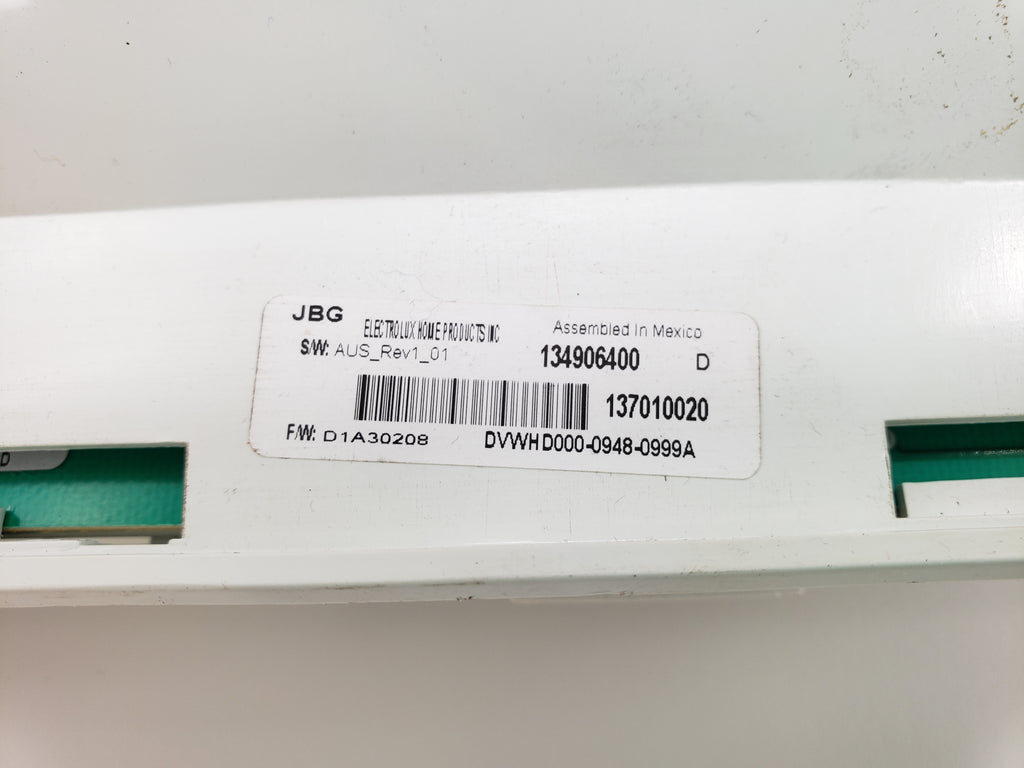 JBG
ELECTROLUX HOME PRODUCTS INC
Assembled In Mexico
S/W: AUS_Rev1_01
134906400 D
137010020
F/W: D1A30208
DVWHD000-0948-0999A
D